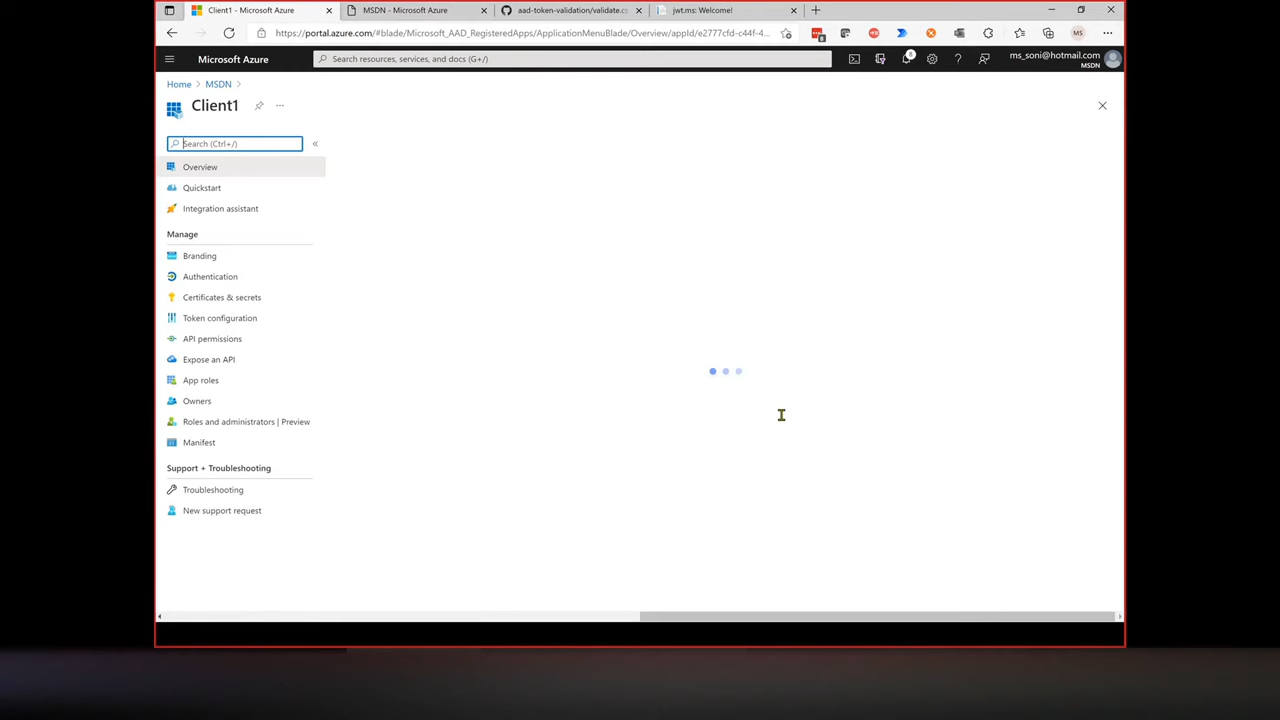 Client1 - Microsoft Azure
MSDN - Microsoft Azure
aad-token-validation/validate.cs
jwt.ms: Welcome!
https://portal.azure.com/#blade/Microsoft_AAD_RegisteredApps/ApplicationMenuBlade/Overview/appId/e2777cfd-c44f-4...
MS
Microsoft Azure
Search resources, services, and docs (G+/)
ms_soni@hotmail.com
MSDN
Home
MSDN
Client1
Search (Ctrl+/)
Overview
Quickstart
Integration assistant
Manage
Branding
Authentication
Certificates & secrets
Token configuration
API permissions
Expose an API
App roles
Owners
Roles and administrators | Preview
Manifest
Support + Troubleshooting
Troubleshooting
New support request